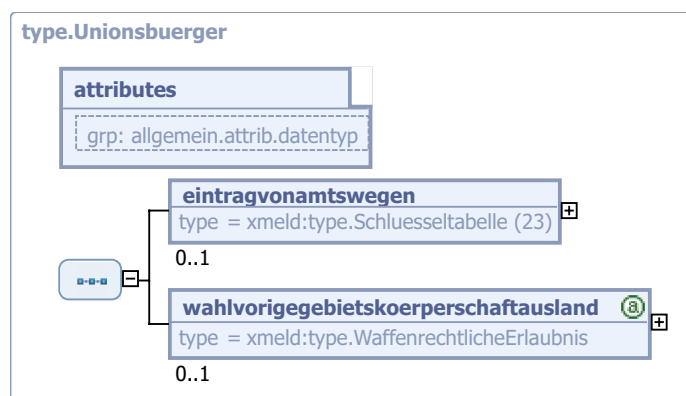 type.Unionsbuerger
attributes
grp: allgemein.attrib.datentyp
eintragvonamtswegen
type = xmeld:type.Schluesseltabelle (23)
0..1
wahlvorigegebietskoerperschaftausland @
type = xmeld:type.WaffenrechtlicheErlaubnis
0..1